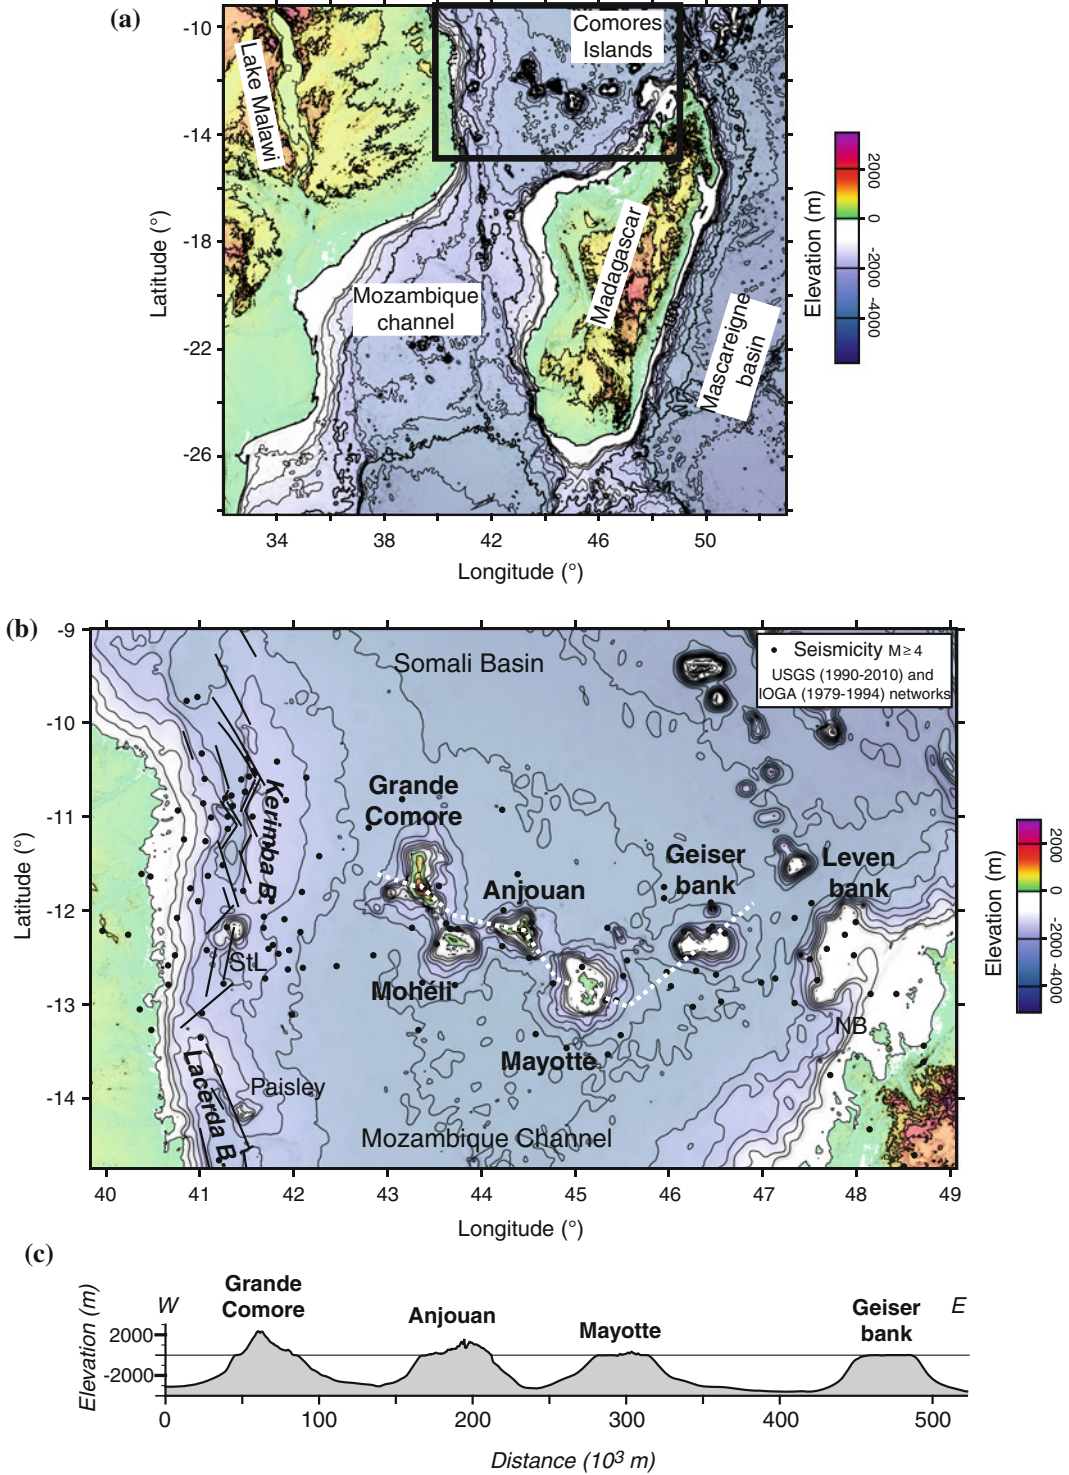 (a)
-10
-14
-18
-22
-26
Latitude (°)
Lake Malawi
Comores
Islands
Mozambique
channel
Madagascar
Mascareigne
basin
34
38
42
46
50
Longitude (°)
Elevation (m)
2000
0
-2000
-4000
(b)
-9
-10
-11
-12
-13
-14
Latitude (°)
Somali Basin
Seismicity M≥4
USGS (1990-2010) and
IOGA (1979-1994) networks
Kerimba B.
Grande
Comore
Anjouan
Geiser
bank
Leven
bank
StL
Mohéli
Mayotte
NB
Lacerda B.
Paisley
Mozambique Channel
40
41
42
43
44
45
46
47
48
49
Longitude (°)
Elevation (m)
2000
0
-2000
-4000
(c)
W
Grande
Comore
Anjouan
Mayotte
Geiser
bank
E
Elevation (m)
2000
-2000
0
100
200
300
400
500
Distance (10³ m)